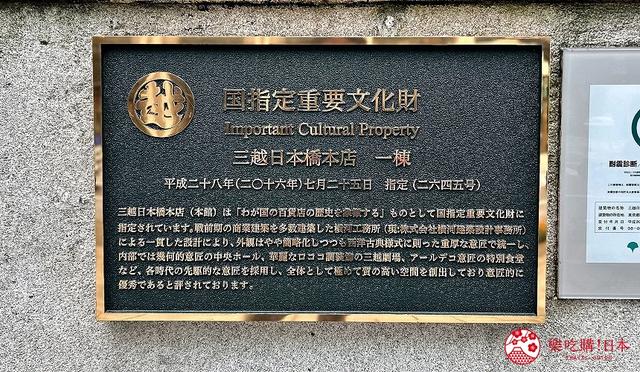 越
国指定重要文化財
Important Cultural Property
三越日本橋本店 一棟
平成二十八年(二〇十六年)七月二十五日 指定(二六四五号)
三越日本橋本店(本館)は「わが国の百貨店の歴史を象徴する」ものとして国指定重要文化財に
指定されています。戦前期の商業建築を多数建築した横河工務所(現:株式会社横河建築設計事務所)
による一貫した設計により、外観はやや簡略化しつつも西洋古典様式に則った重厚な意匠で統一し、
内部では幾何的意匠の中央ホール、華麗なロココ調装飾の三越劇場、アールデコ意匠の特別食堂
など、各時代の先駆的な意匠を採用し、全体として極めて質の高い空間を創出しており意匠的に
優秀であると評されております。
耐震診断
建築物の名称
樂吃購!日本